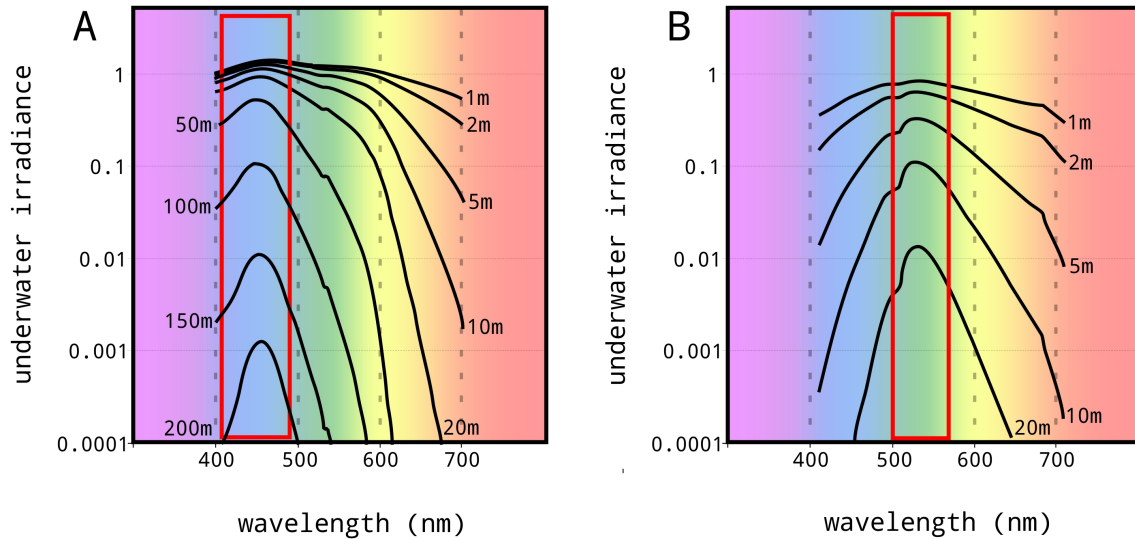 A
underwater irradiance
1
0.1
0.01
0.001
0.0001
50m
100m
150m
200m
1m
2m
5m
10m
20m
400 500 600 700
wavelength (nm)
B
underwater irradiance
1
0.1
0.01
0.001
0.0001
1m
2m
5m
10m
20m
400 500 600 700
wavelength (nm)